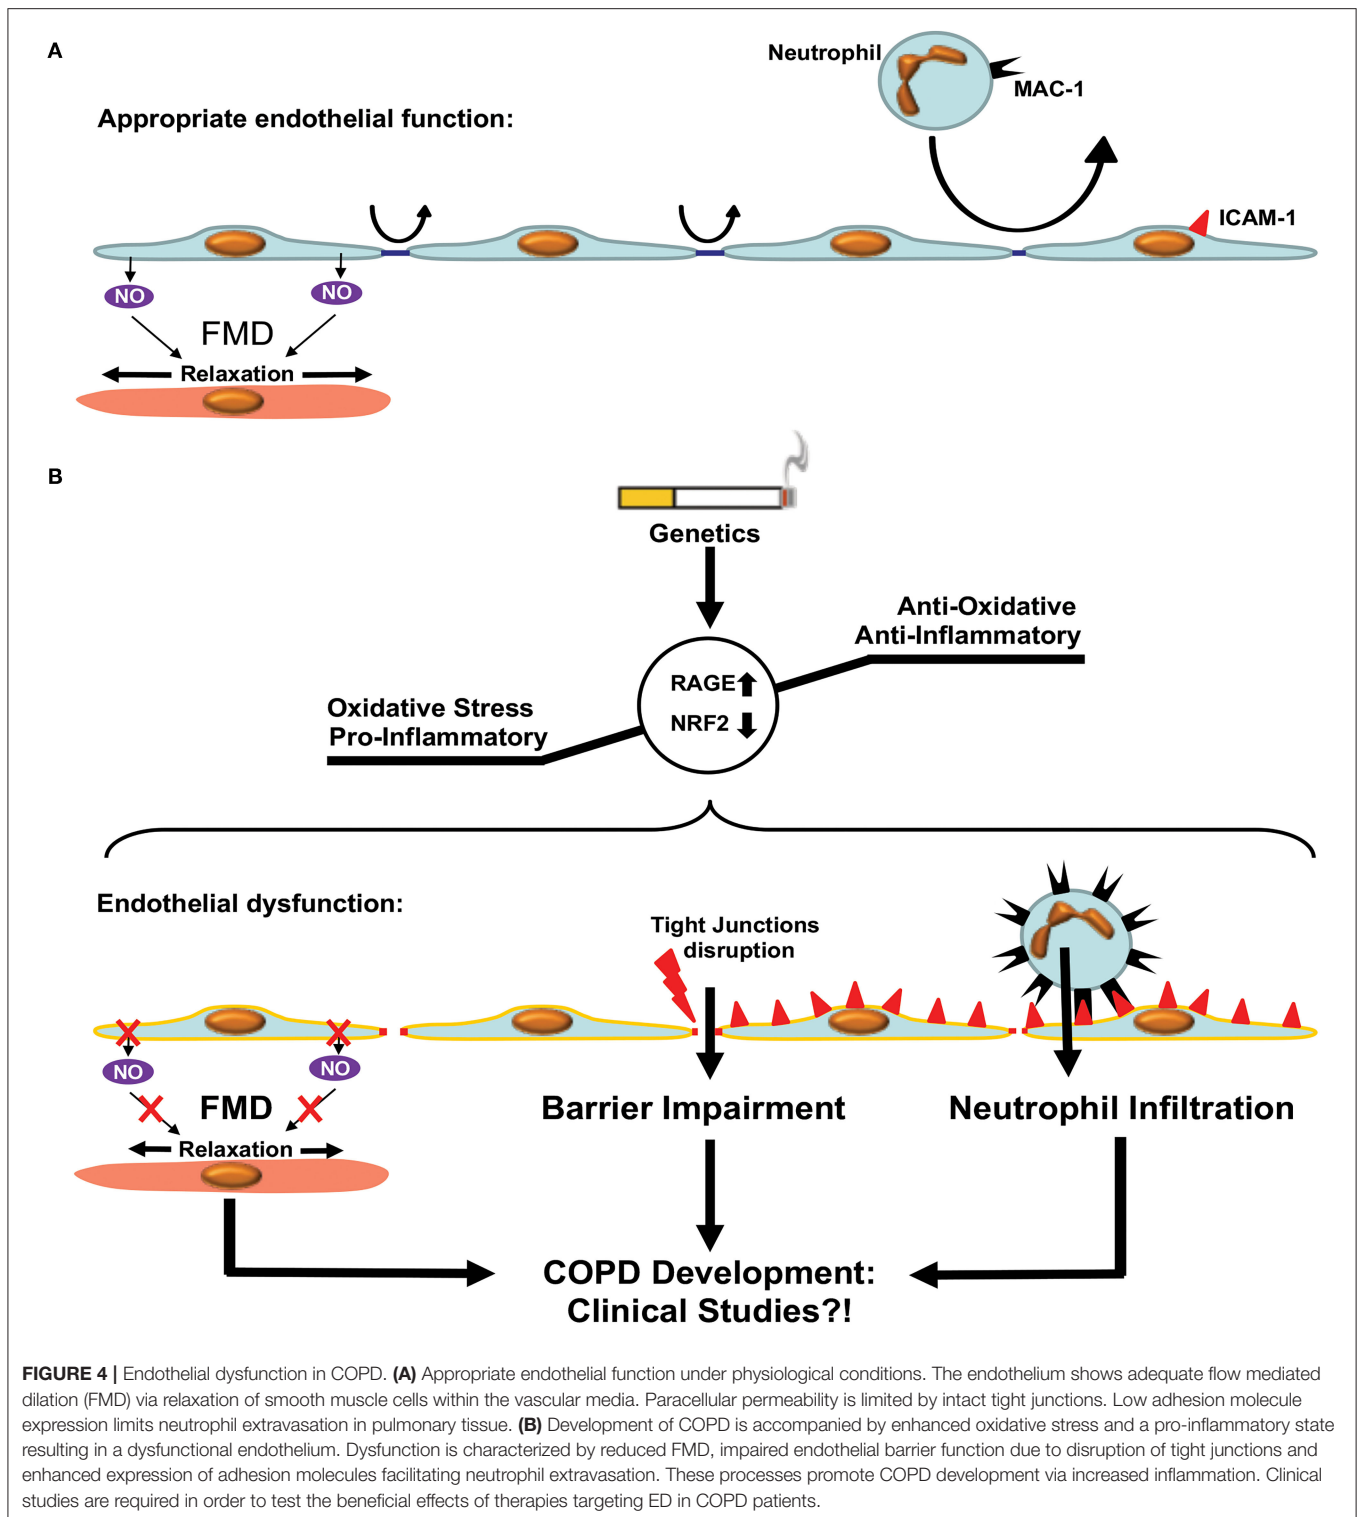 A
Neutrophil
MAC-1
Appropriate endothelial function:
ICAM-1
NO
NO
FMD
Relaxation
B
Genetics
Anti-Oxidative
Anti-Inflammatory
RAGE
NRF2
Oxidative Stress
Pro-Inflammatory
Endothelial dysfunction:
Tight Junctions
disruption
NO
NO
FMD
Relaxation
Barrier Impairment
Neutrophil Infiltration
COPD Development:
Clinical Studies?!
FIGURE 4 | Endothelial dysfunction in COPD. (A) Appropriate endothelial function under physiological conditions. The endothelium shows adequate flow mediated
dilation (FMD) via relaxation of smooth muscle cells within the vascular media. Paracellular permeability is limited by intact tight junctions. Low adhesion molecule
expression limits neutrophil extravasation in pulmonary tissue. (B) Development of COPD is accompanied by enhanced oxidative stress and a pro-inflammatory state
resulting in a dysfunctional endothelium. Dysfunction is characterized by reduced FMD, impaired endothelial barrier function due to disruption of tight junctions and
enhanced expression of adhesion molecules facilitating neutrophil extravasation. These processes promote COPD development via increased inflammation. Clinical
studies are required in order to test the beneficial effects of therapies targeting ED in COPD patients.